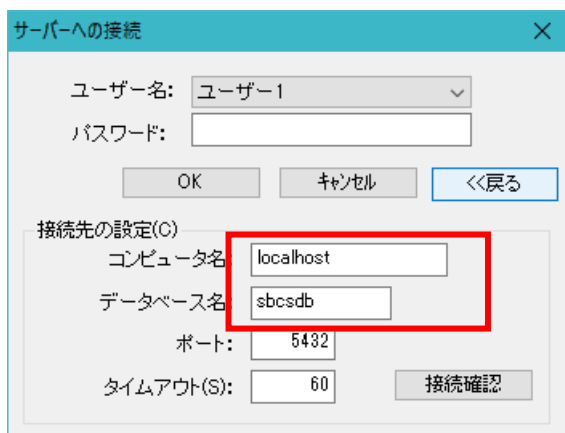 サーバーへの接続
ユーザー名: ユーザー1
パスワード:
OK キャンセル <<戻る
接続先の設定(C)
コンピュータ名: localhost
データベース名: sbcsdb
ポート: 5432
タイムアウト(S): 60 接続確認